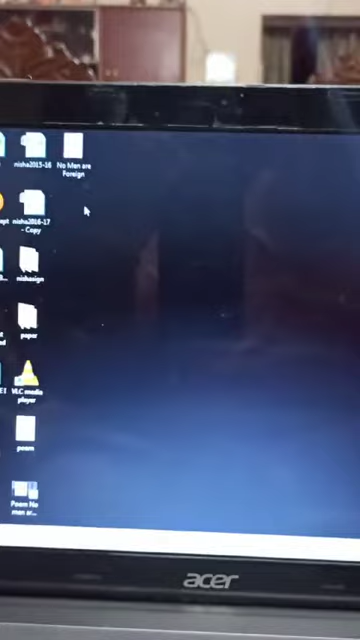 nisha2015-16
No Men are
Foreign
nisha2016-17
- Copy
nishasign
paper
VLC media
player
poem
Poem No
men ar...
acer